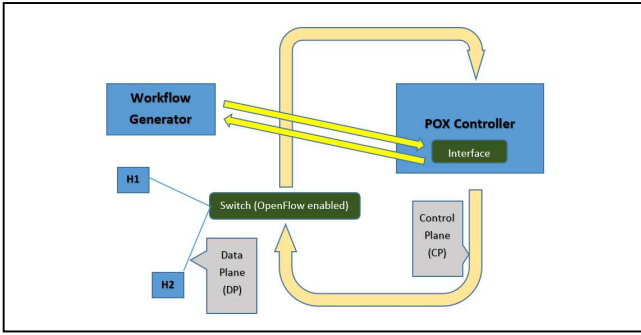 Workflow
Generator
POX Controller
Interface
H1
Switch (OpenFlow enabled)
Control
Plane
(CP)
Data
Plane
(DP)
H2